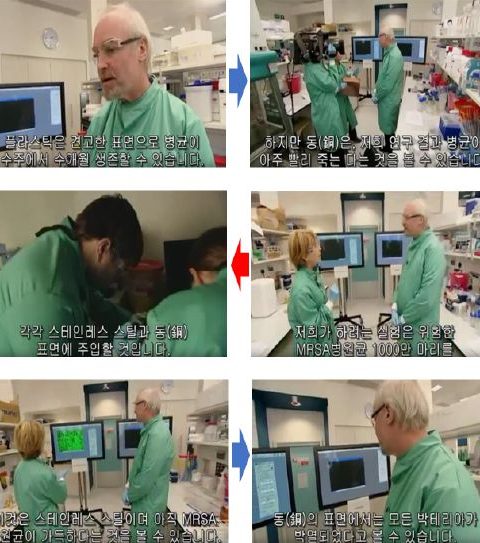 플라스틱은 견고한 표면으로 병균이
수주에서 수개월 생존할 수 있습니다.
하지만 동(銅)은, 저희 연구 결과 병균이
아주 빨리 죽는 다는 것을 볼 수 있습니다
저희가 하려는 실험은 위험한
MRSA병원균 1000만 마리를
각각 스테인레스 스틸과 동(銅)
표면에 주입할 것입니다.
이것은 스테인레스 스틸이며 아직 MRSA
병원균이 가득하다는 것을 볼 수 있습니다.
동(銅)의 표면에서는 모든 박테리아가
박멸되었다고 볼 수 있습니다.